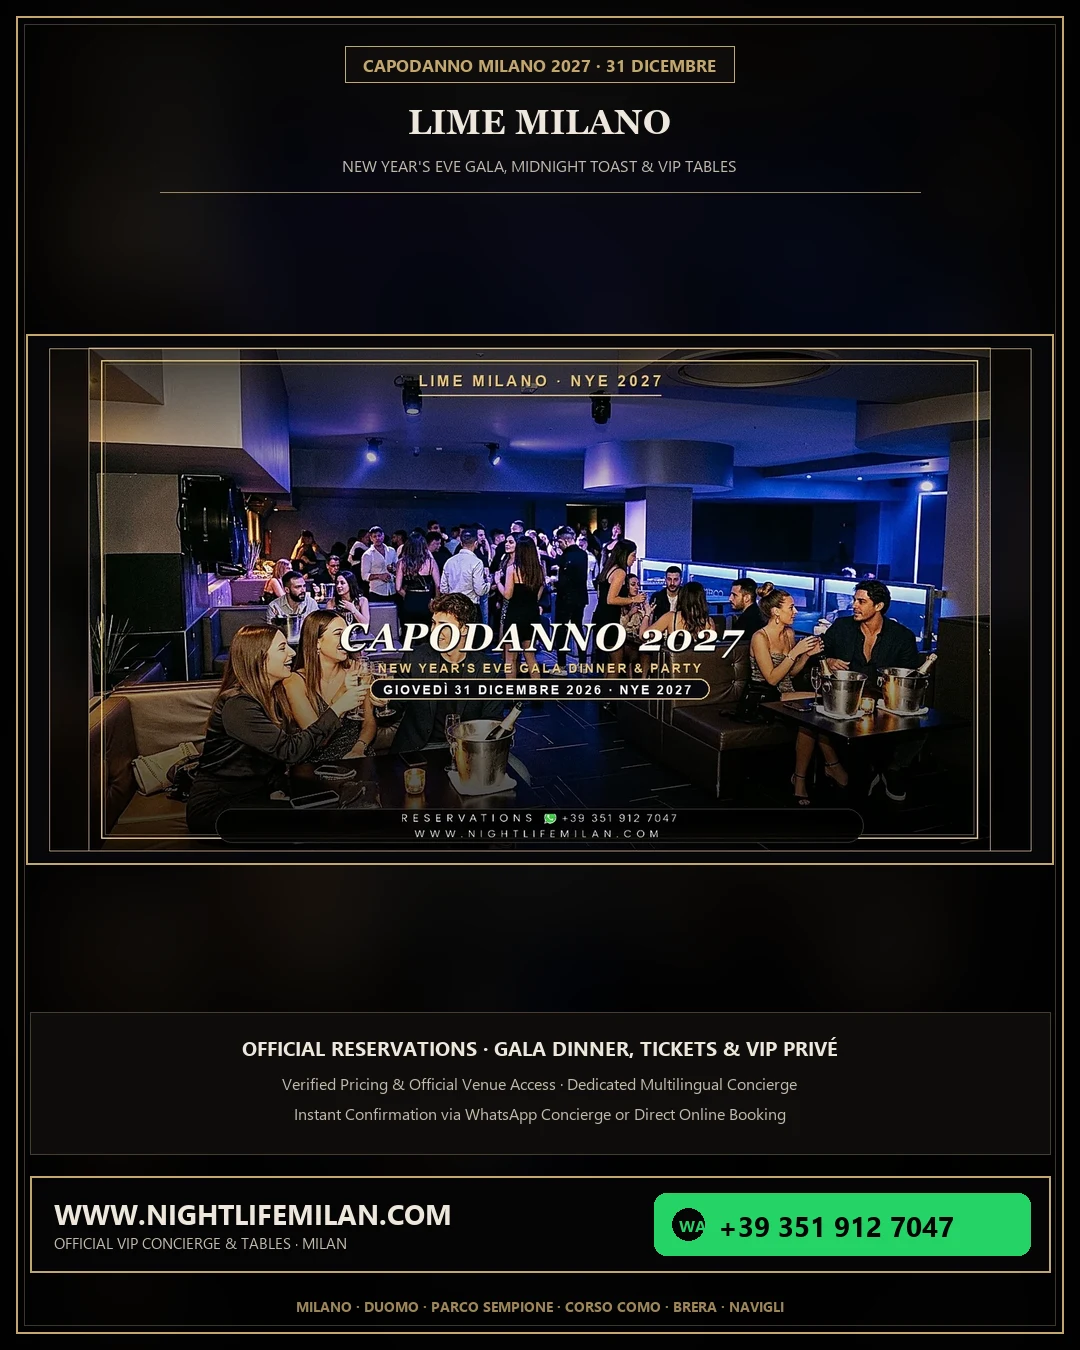 CAPODANNO MILANO 2027 · 31 DICEMBRE
LIME MILANO
NEW YEAR'S EVE GALA, MIDNIGHT TOAST & VIP TABLES
LIME MILANO · NYE 2027
CAPODANNO 2027
NEW YEAR'S EVE GALA DINNER & PARTY
GIOVEDÌ 31 DICEMBRE 2026 · NYE 2027
RESERVATIONS +39 351 912 7047
WWW.NIGHTLIFEMILAN.COM
OFFICIAL RESERVATIONS · GALA DINNER, TICKETS & VIP PRIVÉ
Verified Pricing & Official Venue Access · Dedicated Multilingual Concierge
Instant Confirmation via WhatsApp Concierge or Direct Online Booking
WWW.NIGHTLIFEMILAN.COM
OFFICIAL VIP CONCIERGE & TABLES · MILAN
WA +39 351 912 7047
MILANO · DUOMO · PARCO SEMPIONE · CORSO COMO · BRERA · NAVIGLI